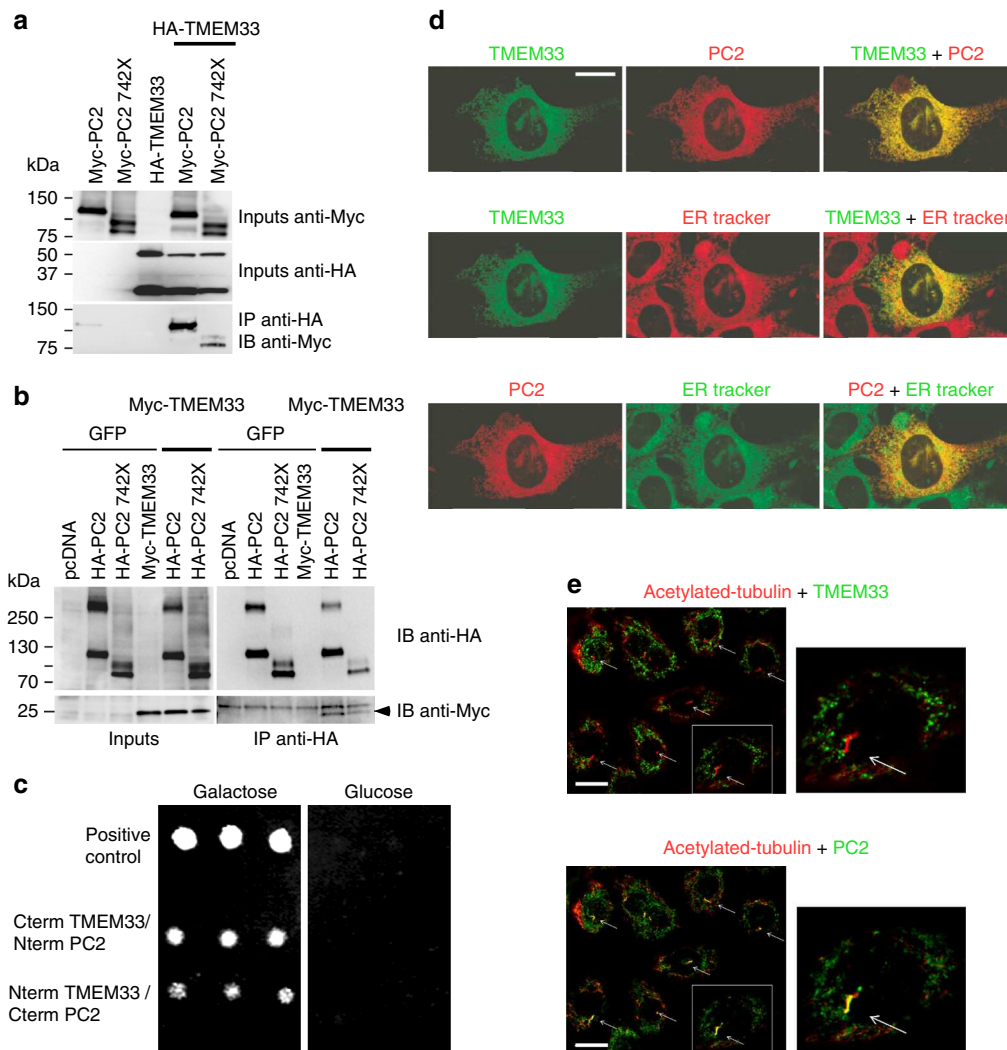 a
HA-TMEM33
Myc-PC2
Myc-PC2 742X
HA-TMEM33
Myc-PC2
Myc-PC2 742X
kDa
150
75
Inputs anti-Myc
50
37
Inputs anti-HA
150
75
IP anti-HA
IB anti-Myc
b
Myc-TMEM33 Myc-TMEM33
GFP GFP
pcDNA
HA-PC2
HA-PC2 742X
Myc-TMEM33
HA-PC2
HA-PC2 742X
pcDNA
HA-PC2
HA-PC2 742X
Myc-TMEM33
HA-PC2
HA-PC2 742X
kDa
250
130
70
IB anti-HA
25
IB anti-Myc
Inputs IP anti-HA
c
Galactose Glucose
Positive
control
Cterm TMEM33/
Nterm PC2
Nterm TMEM33 /
Cterm PC2
d
TMEM33 PC2 TMEM33 + PC2
TMEM33 ER tracker TMEM33 + ER tracker
PC2 ER tracker PC2 + ER tracker
e
Acetylated-tubulin + TMEM33
Acetylated-tubulin + PC2